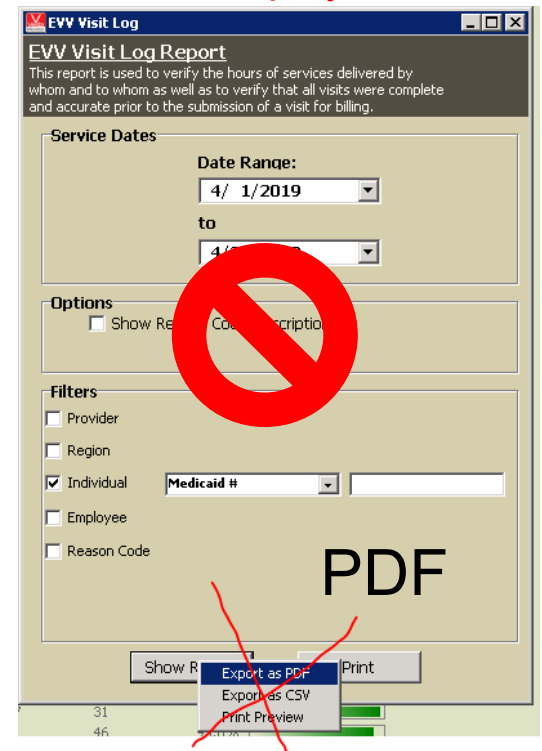 EVV Visit Log
EVV Visit Log Report
This report is used to verify the hours of services delivered by
whom and to whom as well as to verify that all visits were complete
and accurate prior to the submission of a visit for billing.
Service Dates
Date Range:
4/ 1/2019
to
Options
Show
Filters
Provider
Region
Individual Medicaid #
Employee
Reason Code
PDF
Show Print
Export as PDF
Export as CSV
Print Preview
31
46